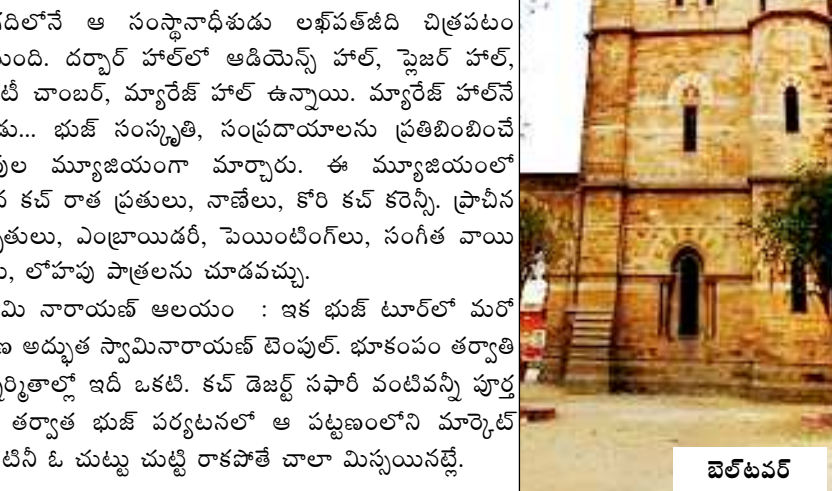 గదిలోనే ఆ సంస్థానాధీశుడు లఖ్‌పత్‌జీది చిత్రపటం
ుంది. దర్బార్ హాల్‌లో ఆడియెన్స్ హాల్, ప్లెజర్ హాల్,
టీ చాంబర్, మ్యారేజ్ హాల్ ఉన్నాయి. మ్యారేజ్ హాల్‌నే
డు... భుజ్ సంస్కృతి, సంప్రదాయాలను ప్రతిబింబించే
ుల మ్యూజియంగా మార్చారు. ఈ మ్యూజియంలో
న కచ్ రాత ప్రతులు, నాణేలు, కోరి కచ్ కరెన్సీ. ప్రాచీన
ృతులు, ఎంబ్రాయిడరీ, పెయింటింగ్‌లు, సంగీత వాయి
ు, లోహపు పాత్రలను చూడవచ్చు.
మి నారాయణ్ ఆలయం : ఇక భుజ్ టూర్‌లో మరో
ణ అద్భుత స్వామినారాయణ్ టెంపుల్. భూకంపం తర్వాతి
ర్మితాల్లో ఇదీ ఒకటి. కచ్ డెజర్ట్ సఫారీ వంటివన్నీ పూర్త
తర్వాత భుజ్ పర్యటనలో ఆ పట్టణంలోని మార్కెట్
టినీ ఓ చుట్టు చుట్టి రాకపోతే చాలా మిస్సయినట్లే.
బెల్‌టవర్